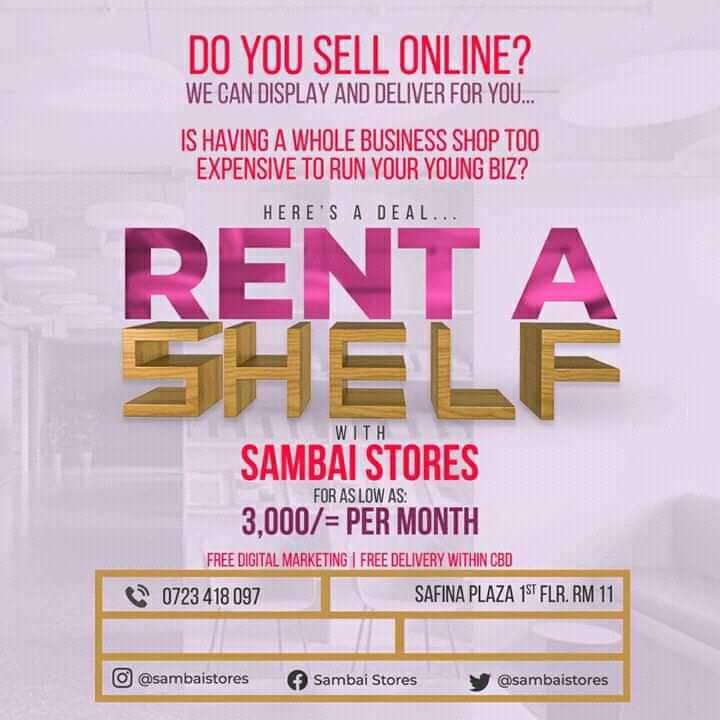 DO YOU SELL ONLINE?
WE CAN DISPLAY AND DELIVER FOR YOU...
IS HAVING A WHOLE BUSINESS SHOP TOO
EXPENSIVE TO RUN YOUR YOUNG BIZ?
HERE'S A DEAL...
RENT A
SHELF
WITH
SAMBAI STORES
FOR AS LOW AS:
3,000/= PER MONTH
FREE DIGITAL MARKETING | FREE DELIVERY WITHIN CBD
0723 418 097
SAFINA PLAZA 1ST FLR. RM 11
@sambaistores
Sambai Stores
@sambaistores